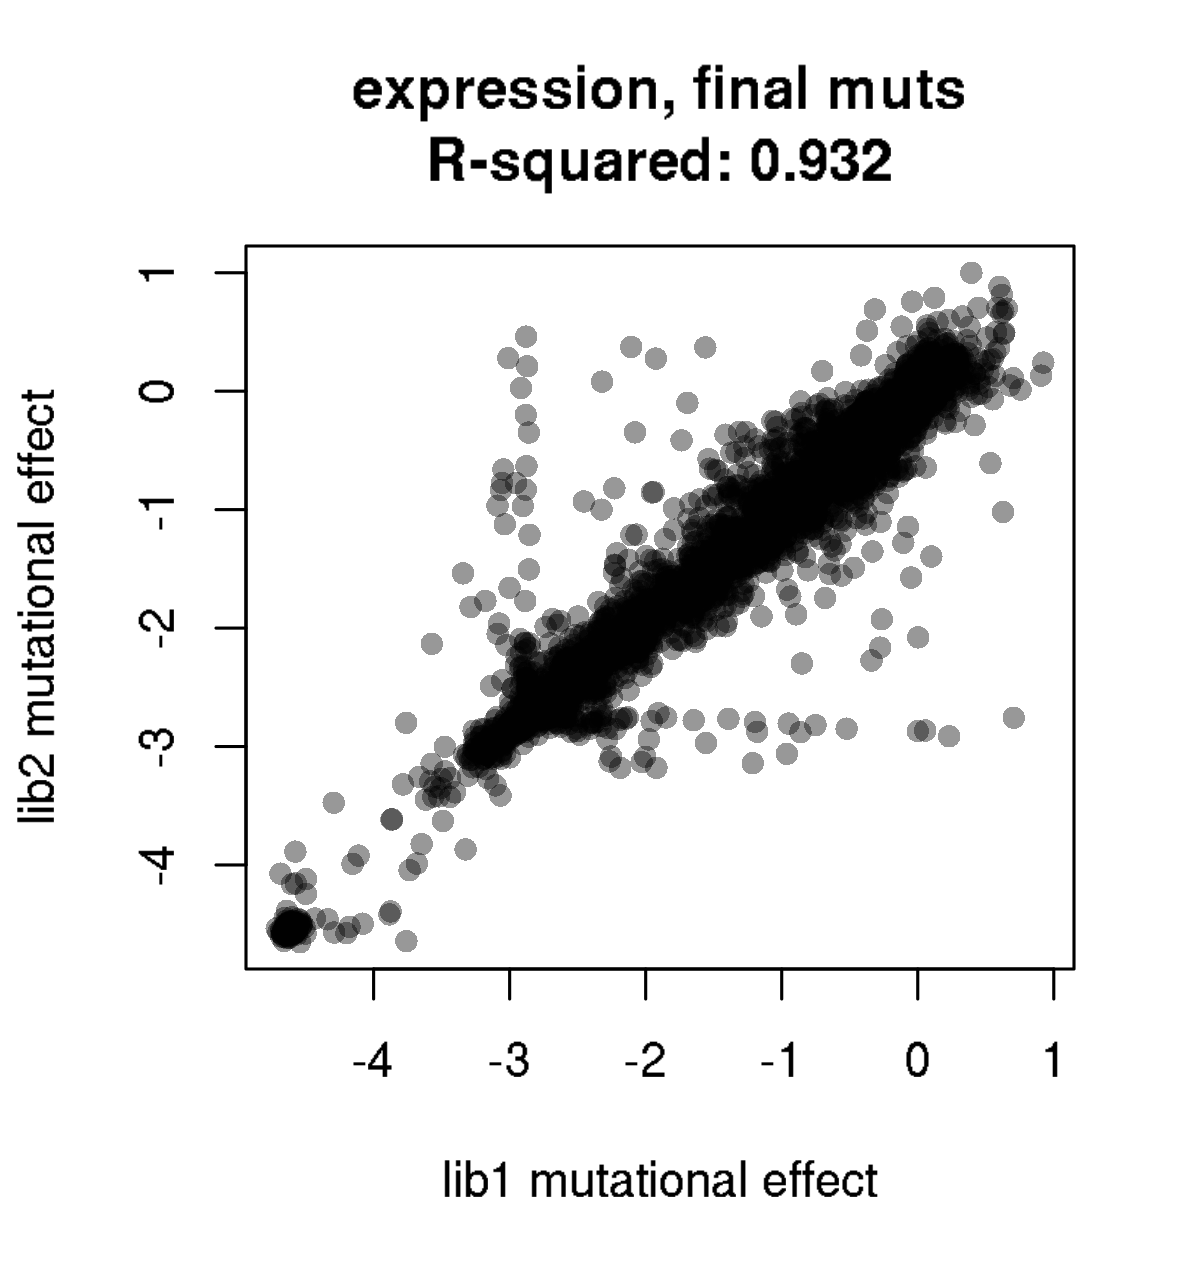 expression, final muts
R-squared: 0.932
1
0
-1
-2
-3
-4
lib2 mutational effect
-4 -3 -2 -1 0 1
lib1 mutational effect